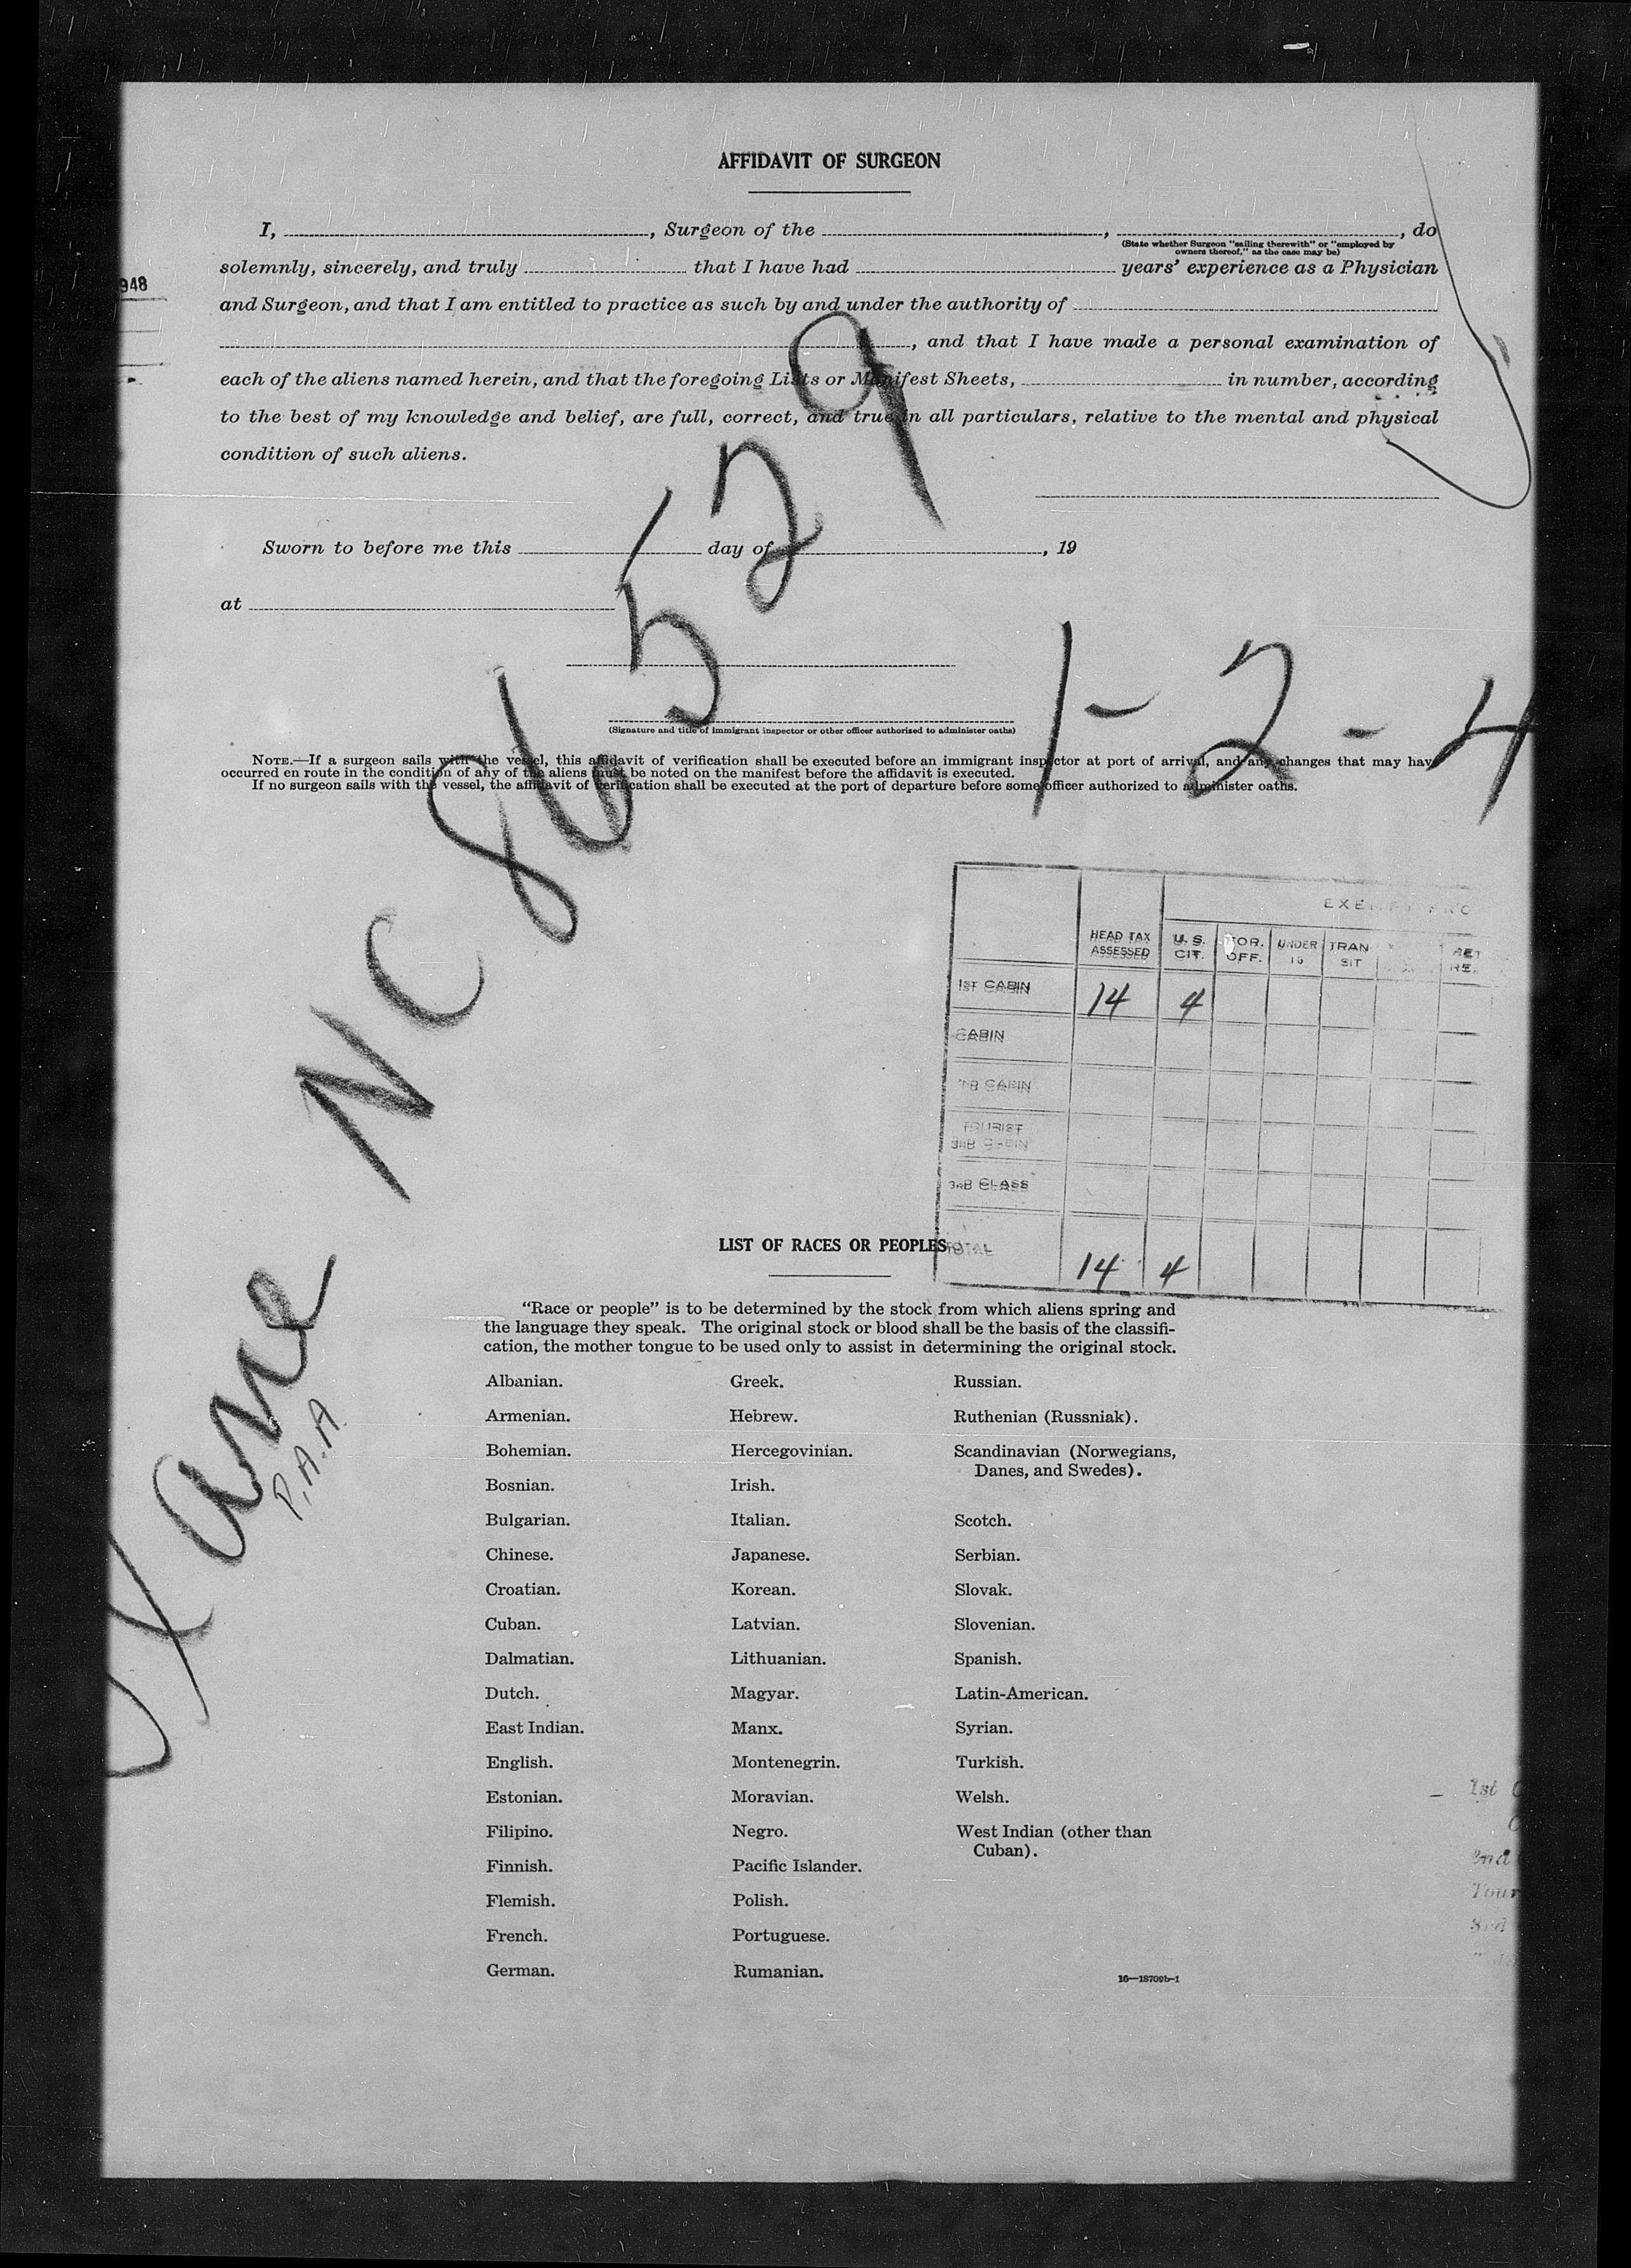 AFFIDAVIT OF SURGEON
I, , Surgeon of the , , do
(State whether Surgeon "sailing therewith" or "employed by
owners thereof," as the case may be)
solemnly, sincerely, and truly that I have had years' experience as a Physician
948
and Surgeon, and that I am entitled to practice as such by and under the authority of
, and that I have made a personal examination of
each of the aliens named herein, and that the foregoing Lists or Manifest Sheets, in number, according
to the best of my knowledge and belief, are full, correct, and true in all particulars, relative to the mental and physical
condition of such aliens.
Sworn to before me this day of , 19
at
(Signature and title of immigrant inspector or other officer authorized to administer oaths)
NOTE.—If a surgeon sails with the vessel, this affidavit of verification shall be executed before an immigrant inspector at port of arrival, and any changes that may have
occurred en route in the condition of any of the aliens must be noted on the manifest before the affidavit is executed.
If no surgeon sails with the vessel, the affidavit of verification shall be executed at the port of departure before some officer authorized to administer oaths.
NC 86529
1-2-4
HEAD TAX ASSESSED
U. S. CIT.
FOR. OFF.
UNDER 16
TRAN SIT
1ST CABIN 14 4
CABIN
2ND CABIN
TOURIST
3RD CABIN
3RD CLASS
TOTAL 14 4
P.A.A.
LIST OF RACES OR PEOPLES
"Race or people" is to be determined by the stock from which aliens spring and
the language they speak. The original stock or blood shall be the basis of the classifi-
cation, the mother tongue to be used only to assist in determining the original stock.
Albanian. Greek. Russian.
Armenian. Hebrew. Ruthenian (Russniak).
Bohemian. Hercegovinian. Scandinavian (Norwegians,
Danes, and Swedes).
Bosnian. Irish.
Bulgarian. Italian. Scotch.
Chinese. Japanese. Serbian.
Croatian. Korean. Slovak.
Cuban. Latvian. Slovenian.
Dalmatian. Lithuanian. Spanish.
Dutch. Magyar. Latin-American.
East Indian. Manx. Syrian.
English. Montenegrin. Turkish.
Estonian. Moravian. Welsh.
Filipino. Negro. West Indian (other than
Cuban).
Finnish. Pacific Islander.
Flemish. Polish.
French. Portuguese.
German. Rumanian.
16—18709b-1
1st
2nd
Tour
3rd